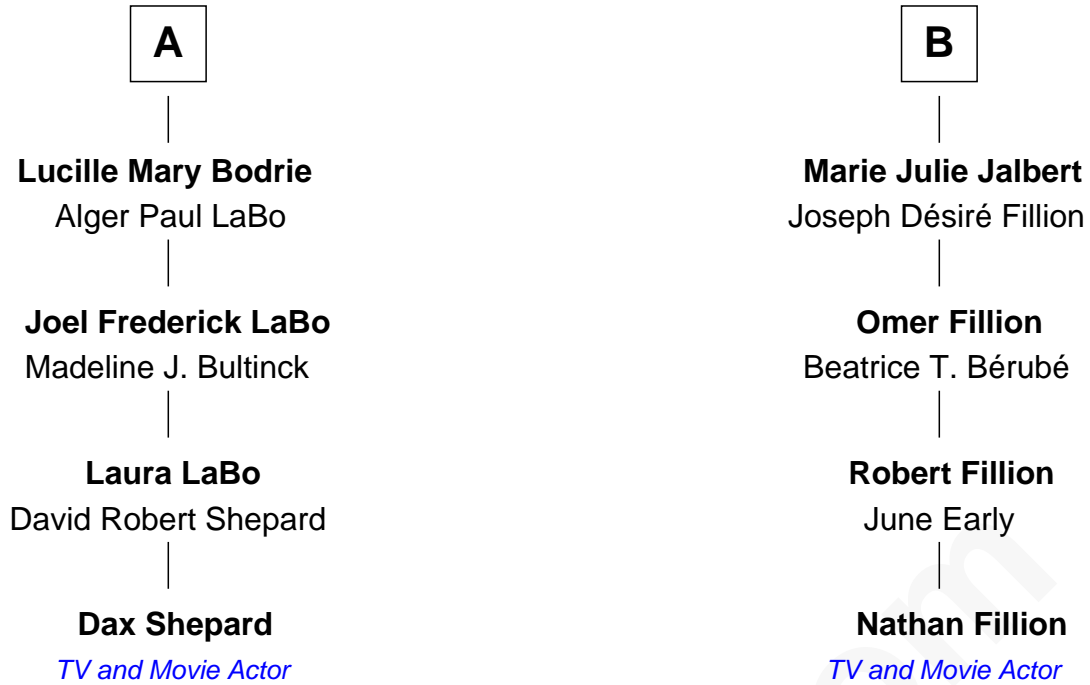 A
Lucille Mary Bodrie
Alger Paul LaBo
Joel Frederick LaBo
Madeline J. Bultinck
Laura LaBo
David Robert Shepard
Dax Shepard
TV and Movie Actor
B
Marie Julie Jalbert
Joseph Désiré Fillion
Omer Fillion
Beatrice T. Bérubé
Robert Fillion
June Early
Nathan Fillion
TV and Movie Actor